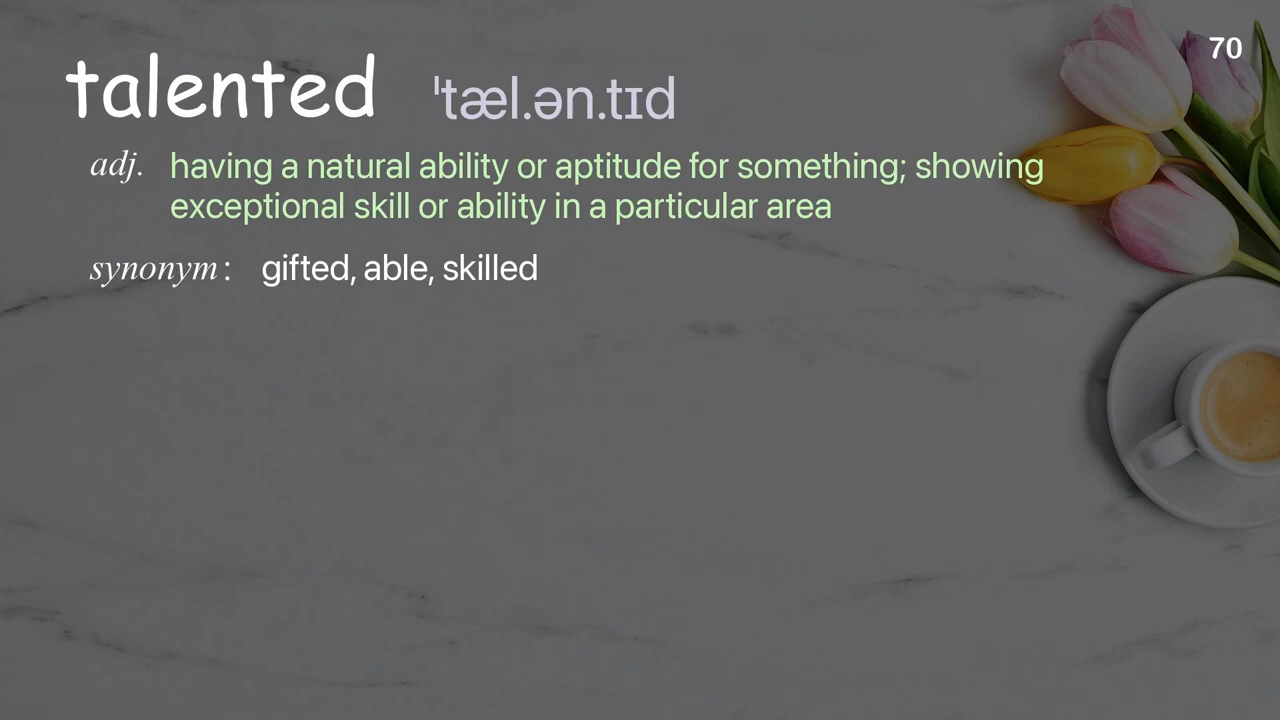 70
talented ˈtæl.ən.tɪd
adj. having a natural ability or aptitude for something; showing
exceptional skill or ability in a particular area
synonym: gifted, able, skilled